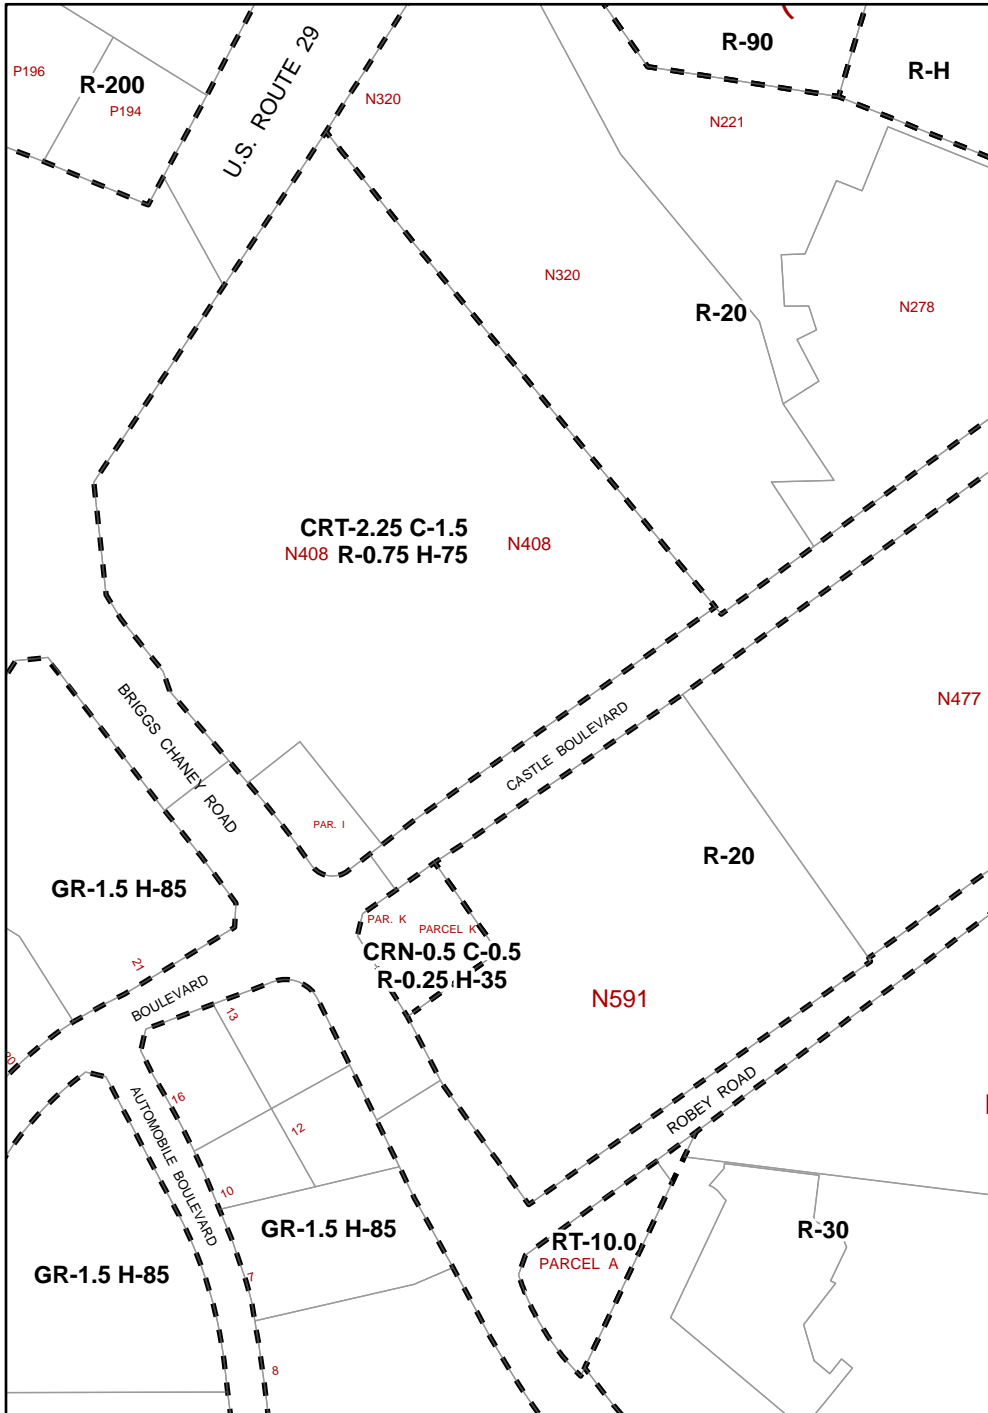 R-90
R-H
P196
R-200
P194
U.S. ROUTE 29
N320
N221
N320
R-20
N278
CRT-2.25 C-1.5
N408 R-0.75 H-75
N408
BRIGGS CHANEY ROAD
CASTLE BOULEVARD
N477
PAR. I
R-20
GR-1.5 H-85
PAR. K
PARCEL K
CRN-0.5 C-0.5
R-0.25 H-35
21
BOULEVARD
N591
13
20
16
AUTOMOBILE BOULEVARD
12
ROBEY ROAD
10
GR-1.5 H-85
RT-10.0
PARCEL A
R-30
GR-1.5 H-85
7
8